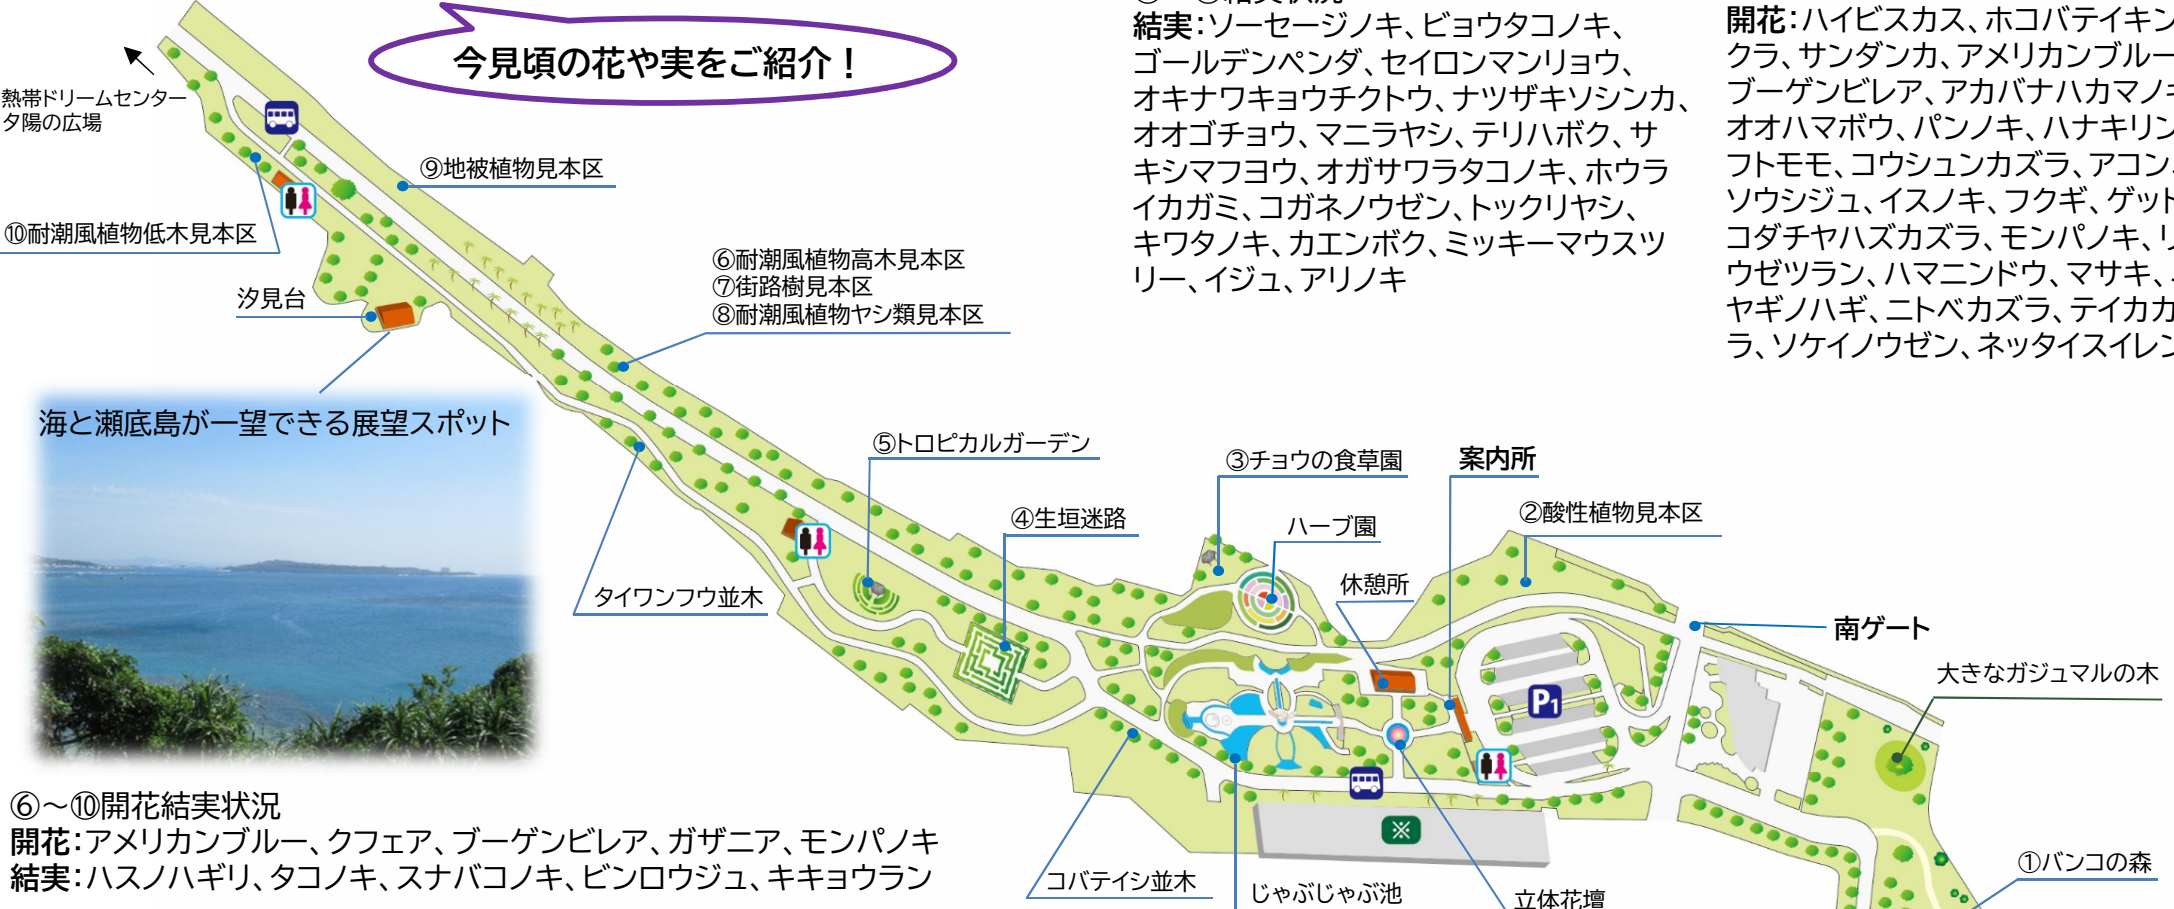 今見頃の花や実をご紹介！
結実：ソーセージノキ、ビョウタコノキ、
ゴールデンペンダ、セイロンマンリョウ、
オキナワキョウチクトウ、ナツザキソシンカ、
オオゴチョウ、マニラヤシ、テリハボク、サ
キシマフヨウ、オガサワラタコノキ、ホウラ
イカガミ、コガネノウゼン、トックリヤシ、
キワタノキ、カエンボク、ミッキーマウスツ
リー、イジュ、アリノキ
開花：ハイビスカス、ホコバテイキン
クラ、サンダンカ、アメリカンブルー
ブーゲンビレア、アカバナハカマノキ
オオハマボウ、パンノキ、ハナキリン
フトモモ、コウシュンカズラ、アコン
ソウシジュ、イスノキ、フクギ、ゲット
コダチヤハズカズラ、モンパノキ、リ
ウゼツラン、ハマニンドウ、マサキ、
ヤギノハギ、ニトベカズラ、テイカカ
ラ、ソケイノウゼン、ネッタイスイレン
熱帯ドリームセンター
夕陽の広場
⑨地被植物見本区
⑩耐潮風植物低木見本区
⑥耐潮風植物高木見本区
⑦街路樹見本区
⑧耐潮風植物ヤシ類見本区
汐見台
海と瀬底島が一望できる展望スポット
⑤トロピカルガーデン
③チョウの食草園
案内所
④生垣迷路
ハーブ園
②酸性植物見本区
休憩所
タイワンフウ並木
南ゲート
大きなガジュマルの木
P1
※
⑥～⑩開花結実状況
開花：アメリカンブルー、クフェア、ブーゲンビレア、ガザニア、モンパノキ
結実：ハスノハギリ、タコノキ、スナバコノキ、ビンロウジュ、キキョウラン
コバテイシ並木
じゃぶじゃぶ池
立体花壇
①バンコの森